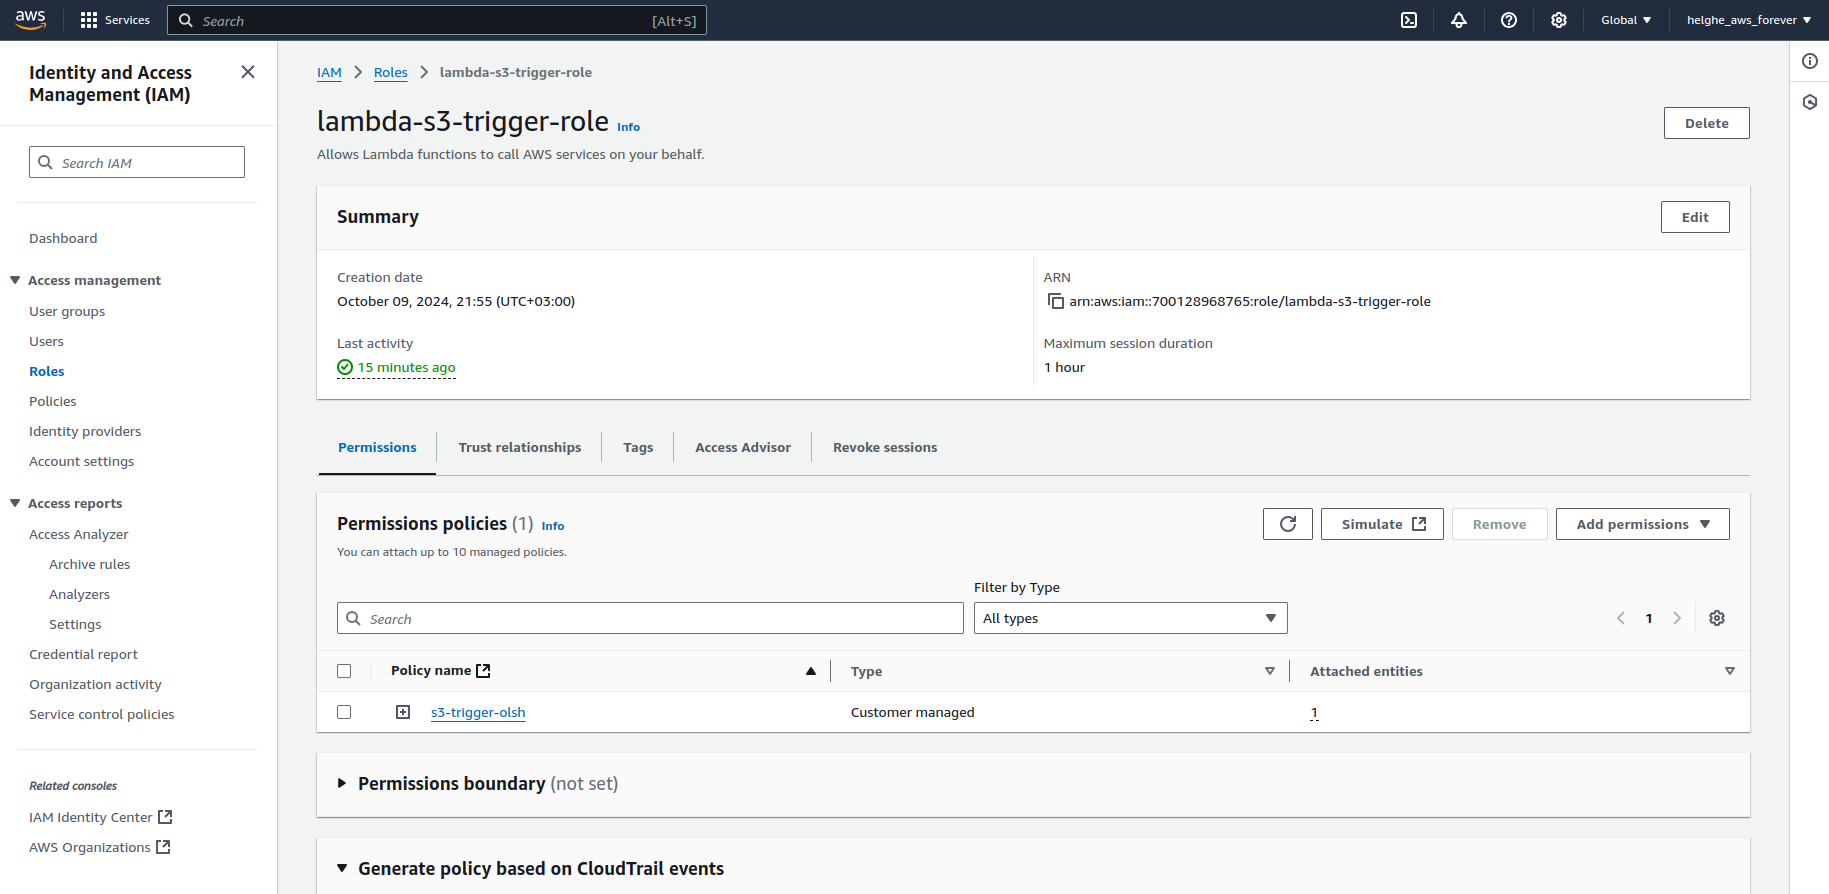 aws
Services
Search
[Alt+S]
Global
helghe_aws_forever
Identity and Access
Management (IAM)
Search IAM
Dashboard
Access management
User groups
Users
Roles
Policies
Identity providers
Account settings
Access reports
Access Analyzer
Archive rules
Analyzers
Settings
Credential report
Organization activity
Service control policies
Related consoles
IAM Identity Center
AWS Organizations
IAM > Roles > lambda-s3-trigger-role
lambda-s3-trigger-role Info
Delete
Allows Lambda functions to call AWS services on your behalf.
Summary
Edit
Creation date
October 09, 2024, 21:55 (UTC+03:00)
ARN
arn:aws:iam::700128968765:role/lambda-s3-trigger-role
Last activity
15 minutes ago
Maximum session duration
1 hour
Permissions
Trust relationships
Tags
Access Advisor
Revoke sessions
Permissions policies (1) Info
Simulate
Remove
Add permissions
You can attach up to 10 managed policies.
Filter by Type
Search
All types
1
Policy name
Type
Attached entities
s3-trigger-olsh
Customer managed
1
Permissions boundary (not set)
Generate policy based on CloudTrail events